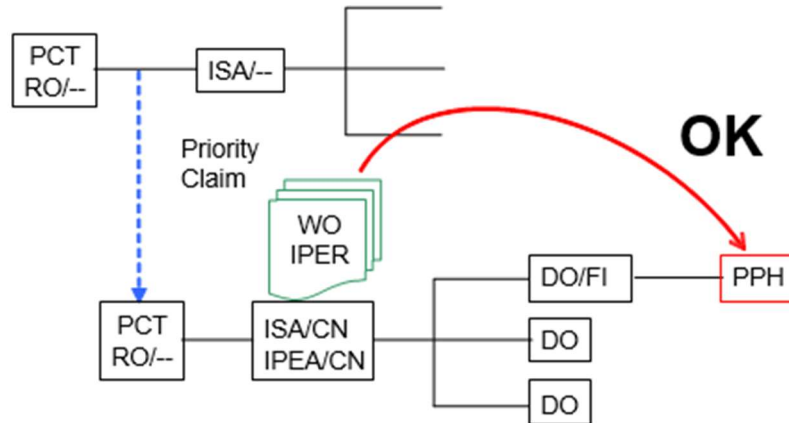 PCT
RO/--
ISA/--
OK
Priority
Claim
WO
IPER
DO/FI
PPH
PCT
RO/--
ISA/CN
IPEA/CN
DO
DO